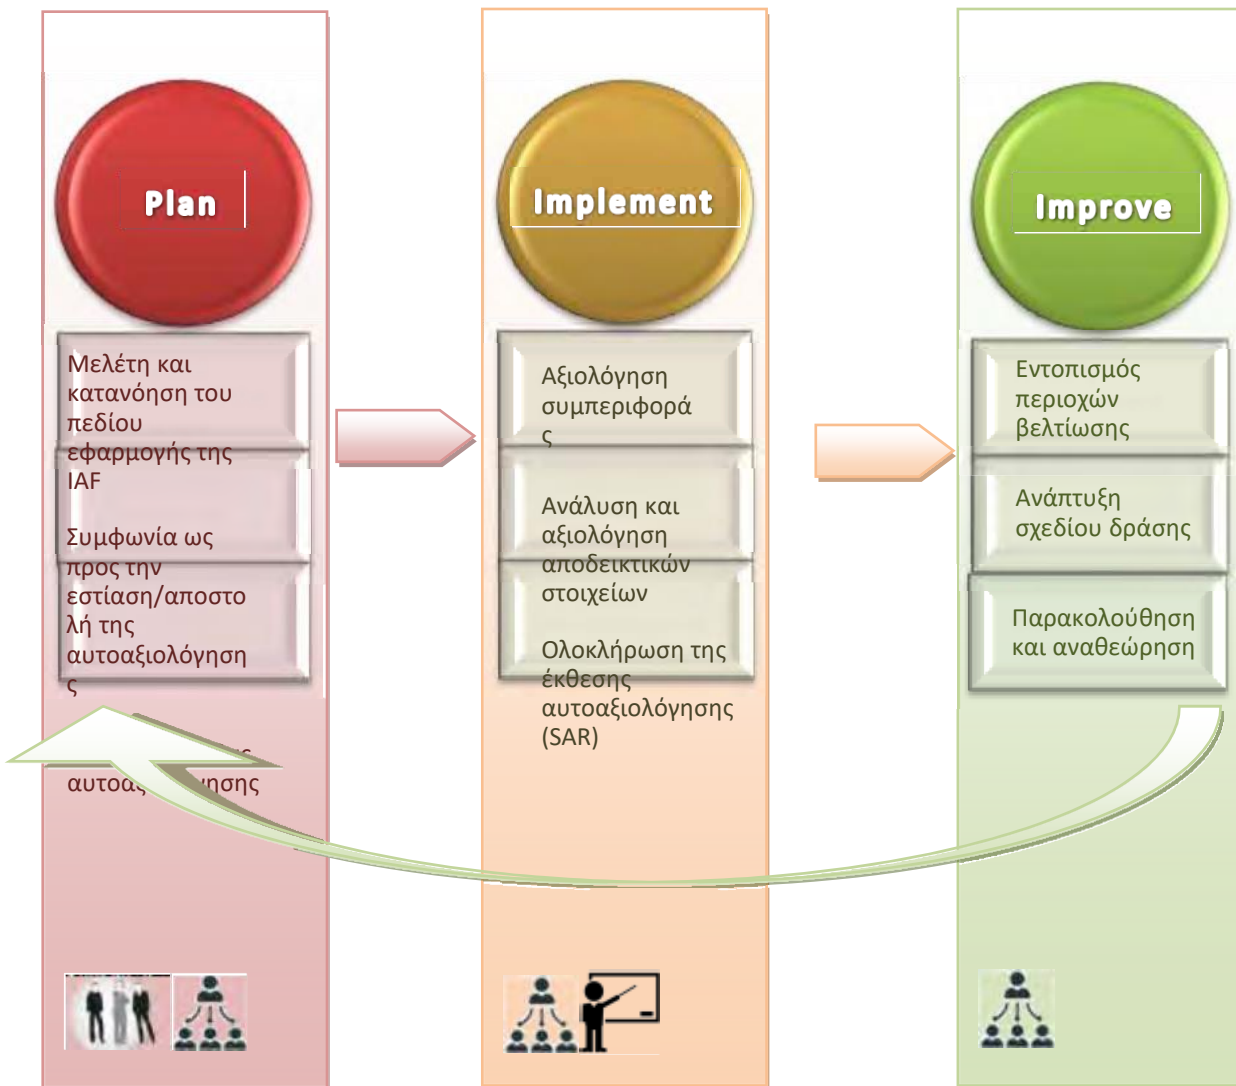 Plan
Μελέτη και
κατανόηση του
πεδίου
εφαρμογής της
IAF
Συμφωνία ως
προς την
εστίαση/αποστο
λή της
αυτοαξιολόγηση
ς
Implement
Αξιολόγηση
συμπεριφορά
ς
Ανάλυση και
αξιολόγηση
αποδεικτικών
στοιχείων
Ολοκλήρωση της
έκθεσης
αυτοαξιολόγησης
(SAR)
Improve
Εντοπισμός
περιοχών
βελτίωσης
Ανάπτυξη
σχεδίου δράσης
Παρακολούθηση
και αναθεώρηση